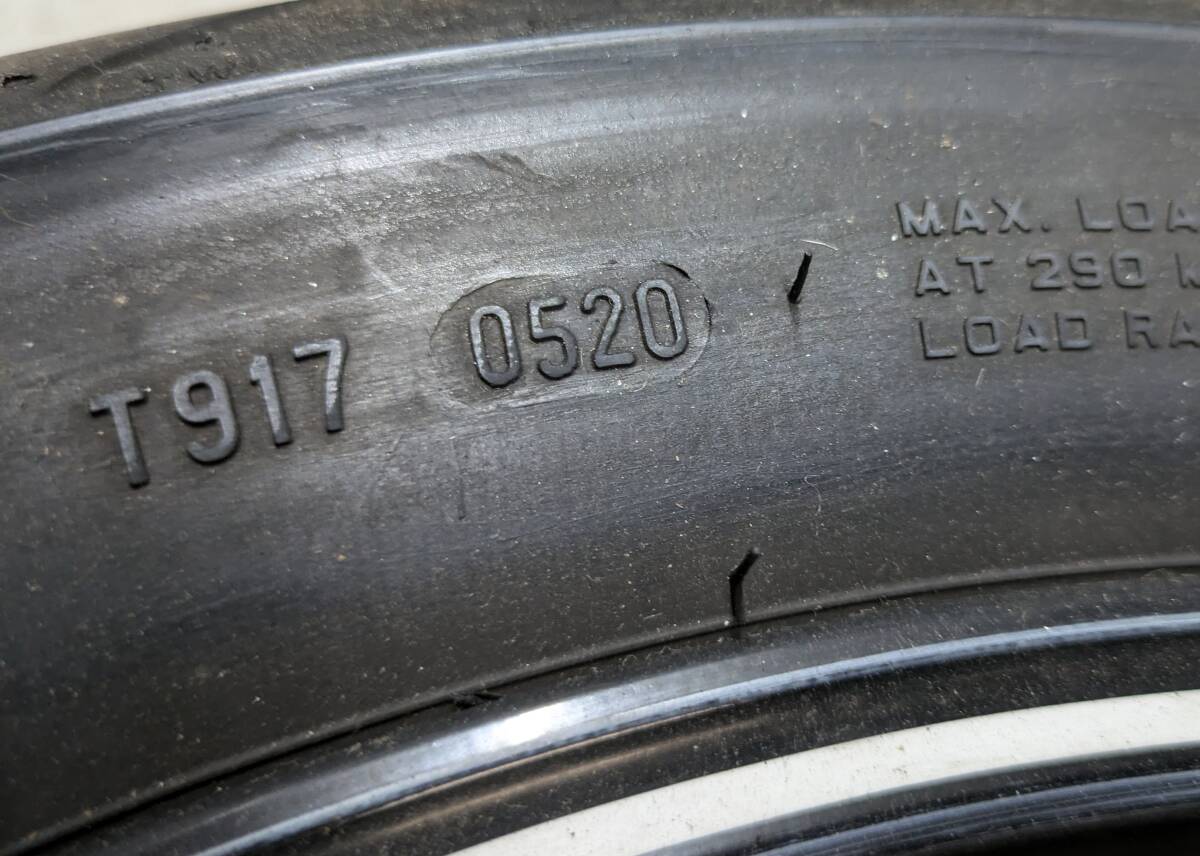 T917 0520
MAX. LOA
AT 290 K
LOAD RA